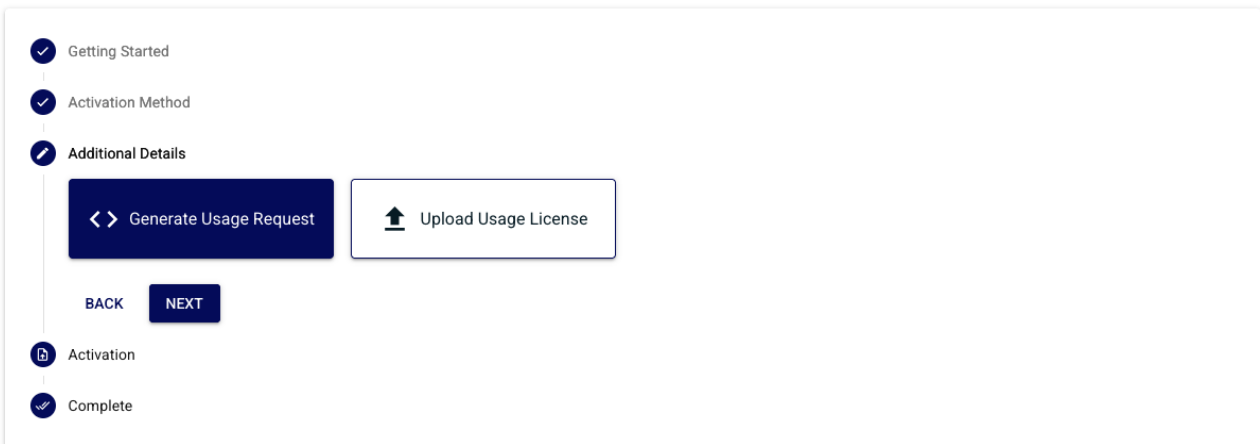 Getting Started
Activation Method
Additional Details
Generate Usage Request
Upload Usage License
BACK
NEXT
Activation
Complete